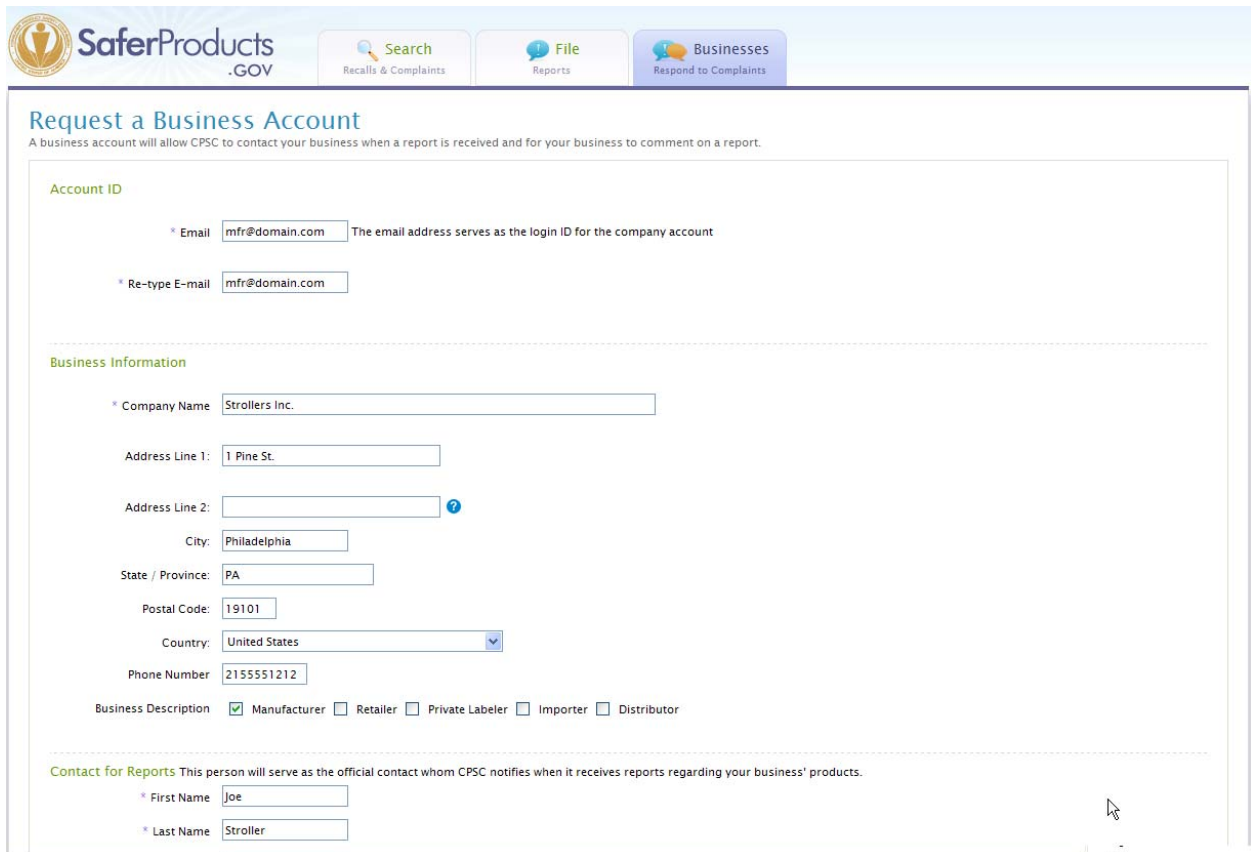 SaferProducts
.GOV
Search
Recalls & Complaints
File
Reports
Businesses
Respond to Complaints
Request a Business Account
A business account will allow CPSC to contact your business when a report is received and for your business to comment on a report.
Account ID
* Email mfr@domain.com The email address serves as the login ID for the company account
* Re-type E-mail mfr@domain.com
Business Information
* Company Name Strollers Inc.
Address Line 1: 1 Pine St.
Address Line 2: ?
City: Philadelphia
State / Province: PA
Postal Code: 19101
Country: United States
Phone Number 2155551212
Business Description Manufacturer Retailer Private Labeler Importer Distributor
Contact for Reports This person will serve as the official contact whom CPSC notifies when it receives reports regarding your business' products.
* First Name Joe
* Last Name Stroller